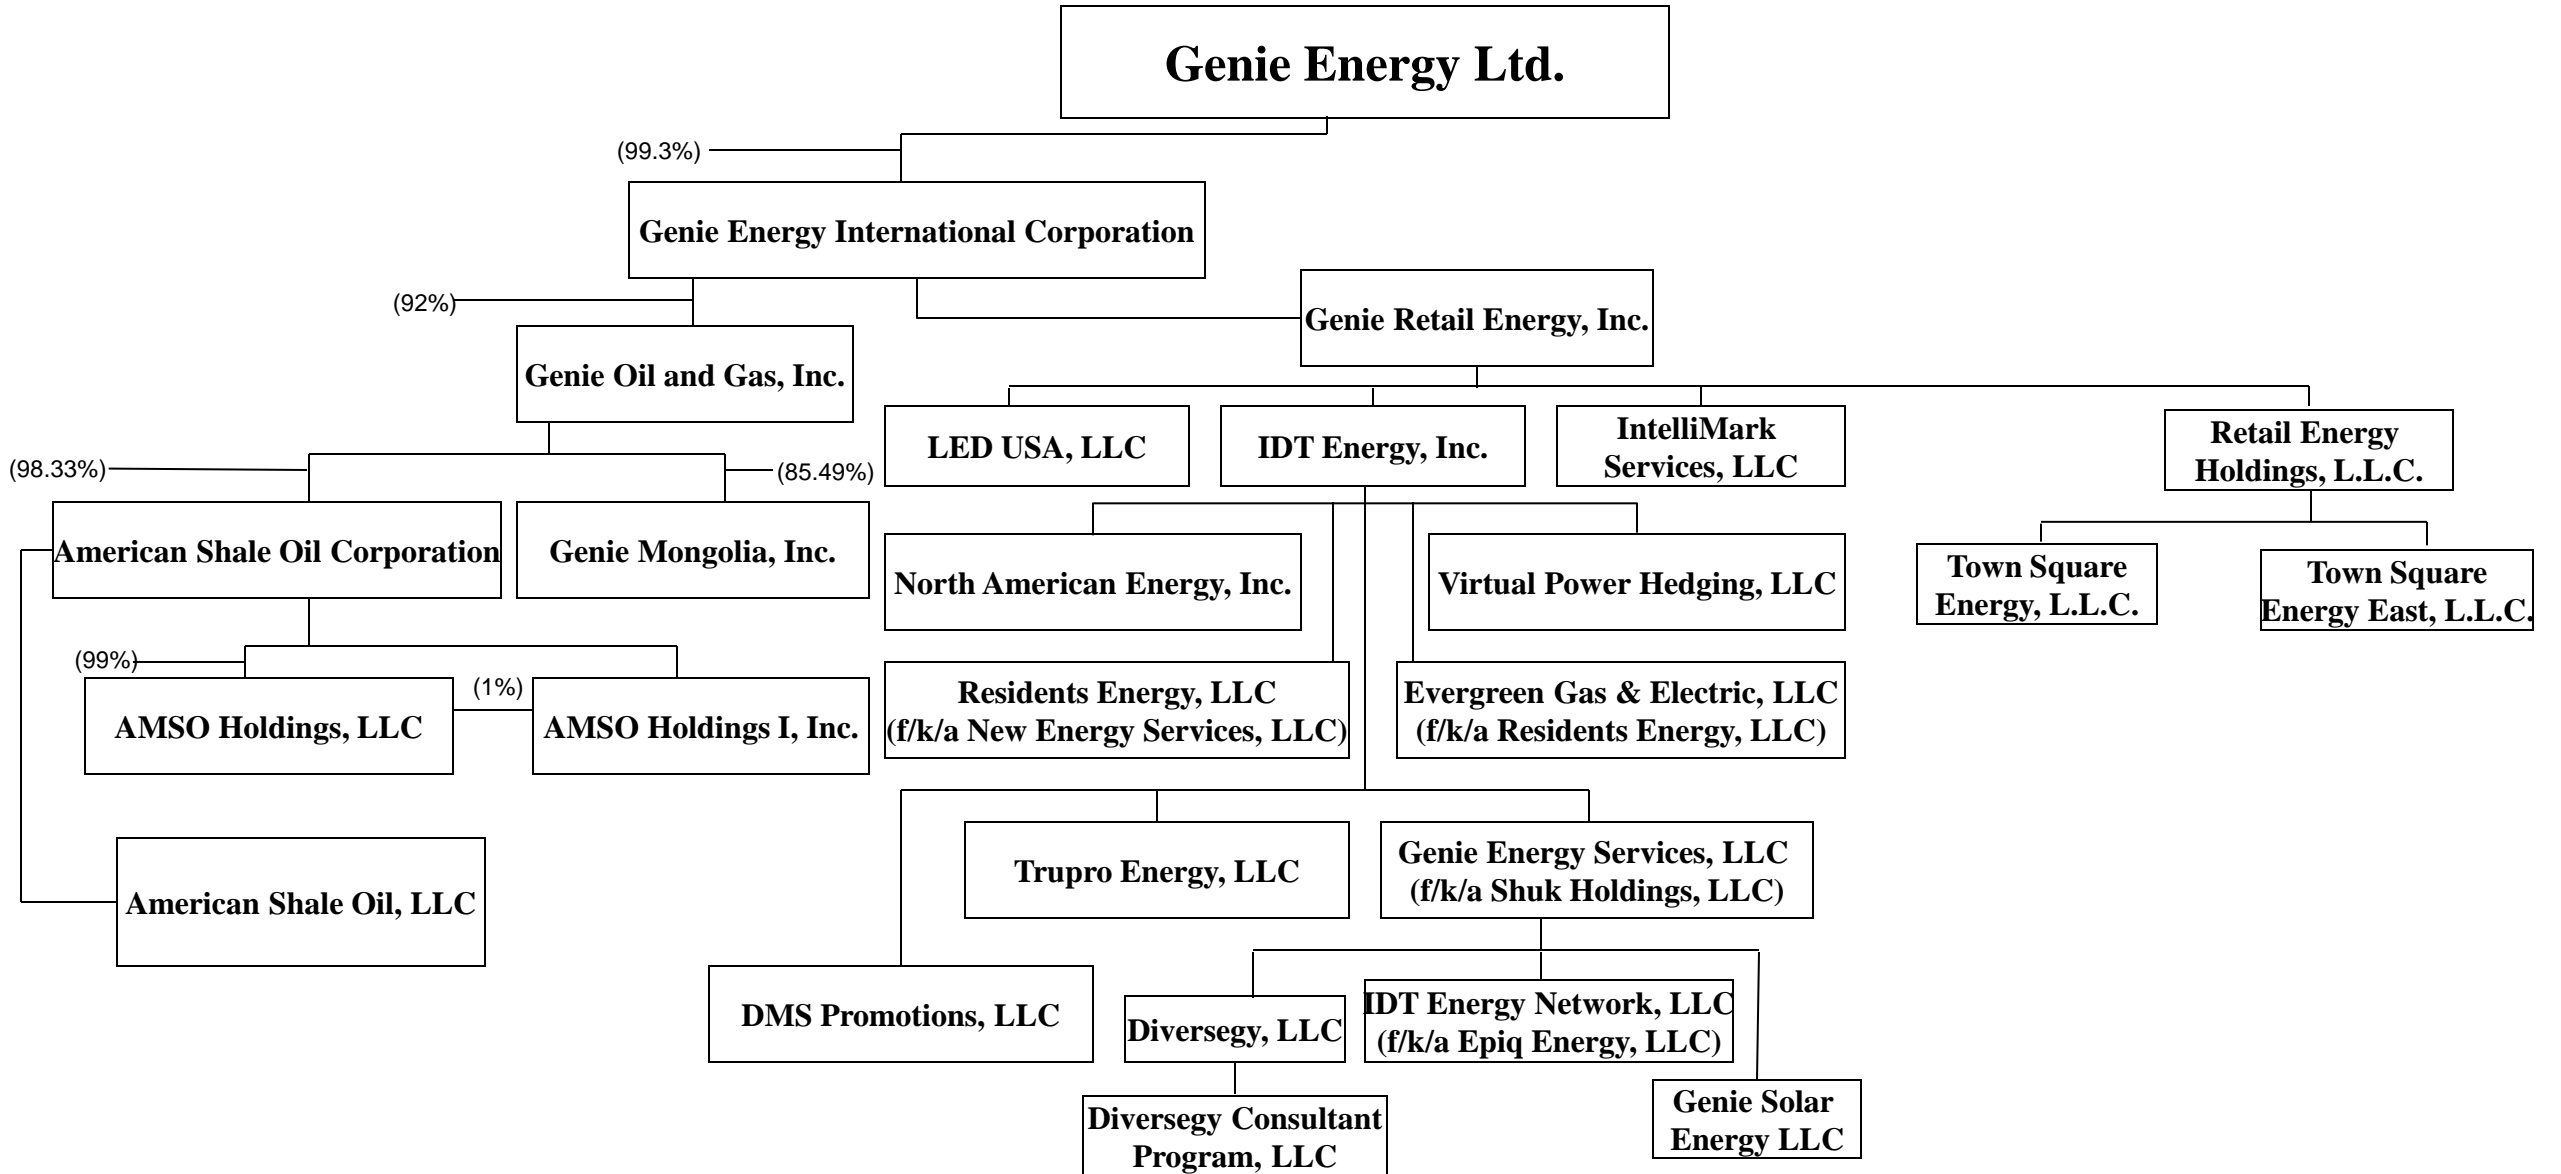 Genie Energy Ltd.
(99.3%)
Genie Energy International Corporation
(92%)
Genie Retail Energy, Inc.
Genie Oil and Gas, Inc.
LED USA, LLC
IDT Energy, Inc.
IntelliMark
Services, LLC
Retail Energy
Holdings, L.L.C.
(98.33%)
(85.49%)
American Shale Oil Corporation
Genie Mongolia, Inc.
North American Energy, Inc.
Virtual Power Hedging, LLC
Town Square
Energy, L.L.C.
Town Square
Energy East, L.L.C.
(99%)
(1%)
AMSO Holdings, LLC
AMSO Holdings I, Inc.
Residents Energy, LLC
(f/k/a New Energy Services, LLC)
Evergreen Gas & Electric, LLC
(f/k/a Residents Energy, LLC)
American Shale Oil, LLC
Trupro Energy, LLC
Genie Energy Services, LLC
(f/k/a Shuk Holdings, LLC)
DMS Promotions, LLC
Diversegy, LLC
IDT Energy Network, LLC
(f/k/a Epiq Energy, LLC)
Diversegy Consultant
Program, LLC
Genie Solar
Energy LLC